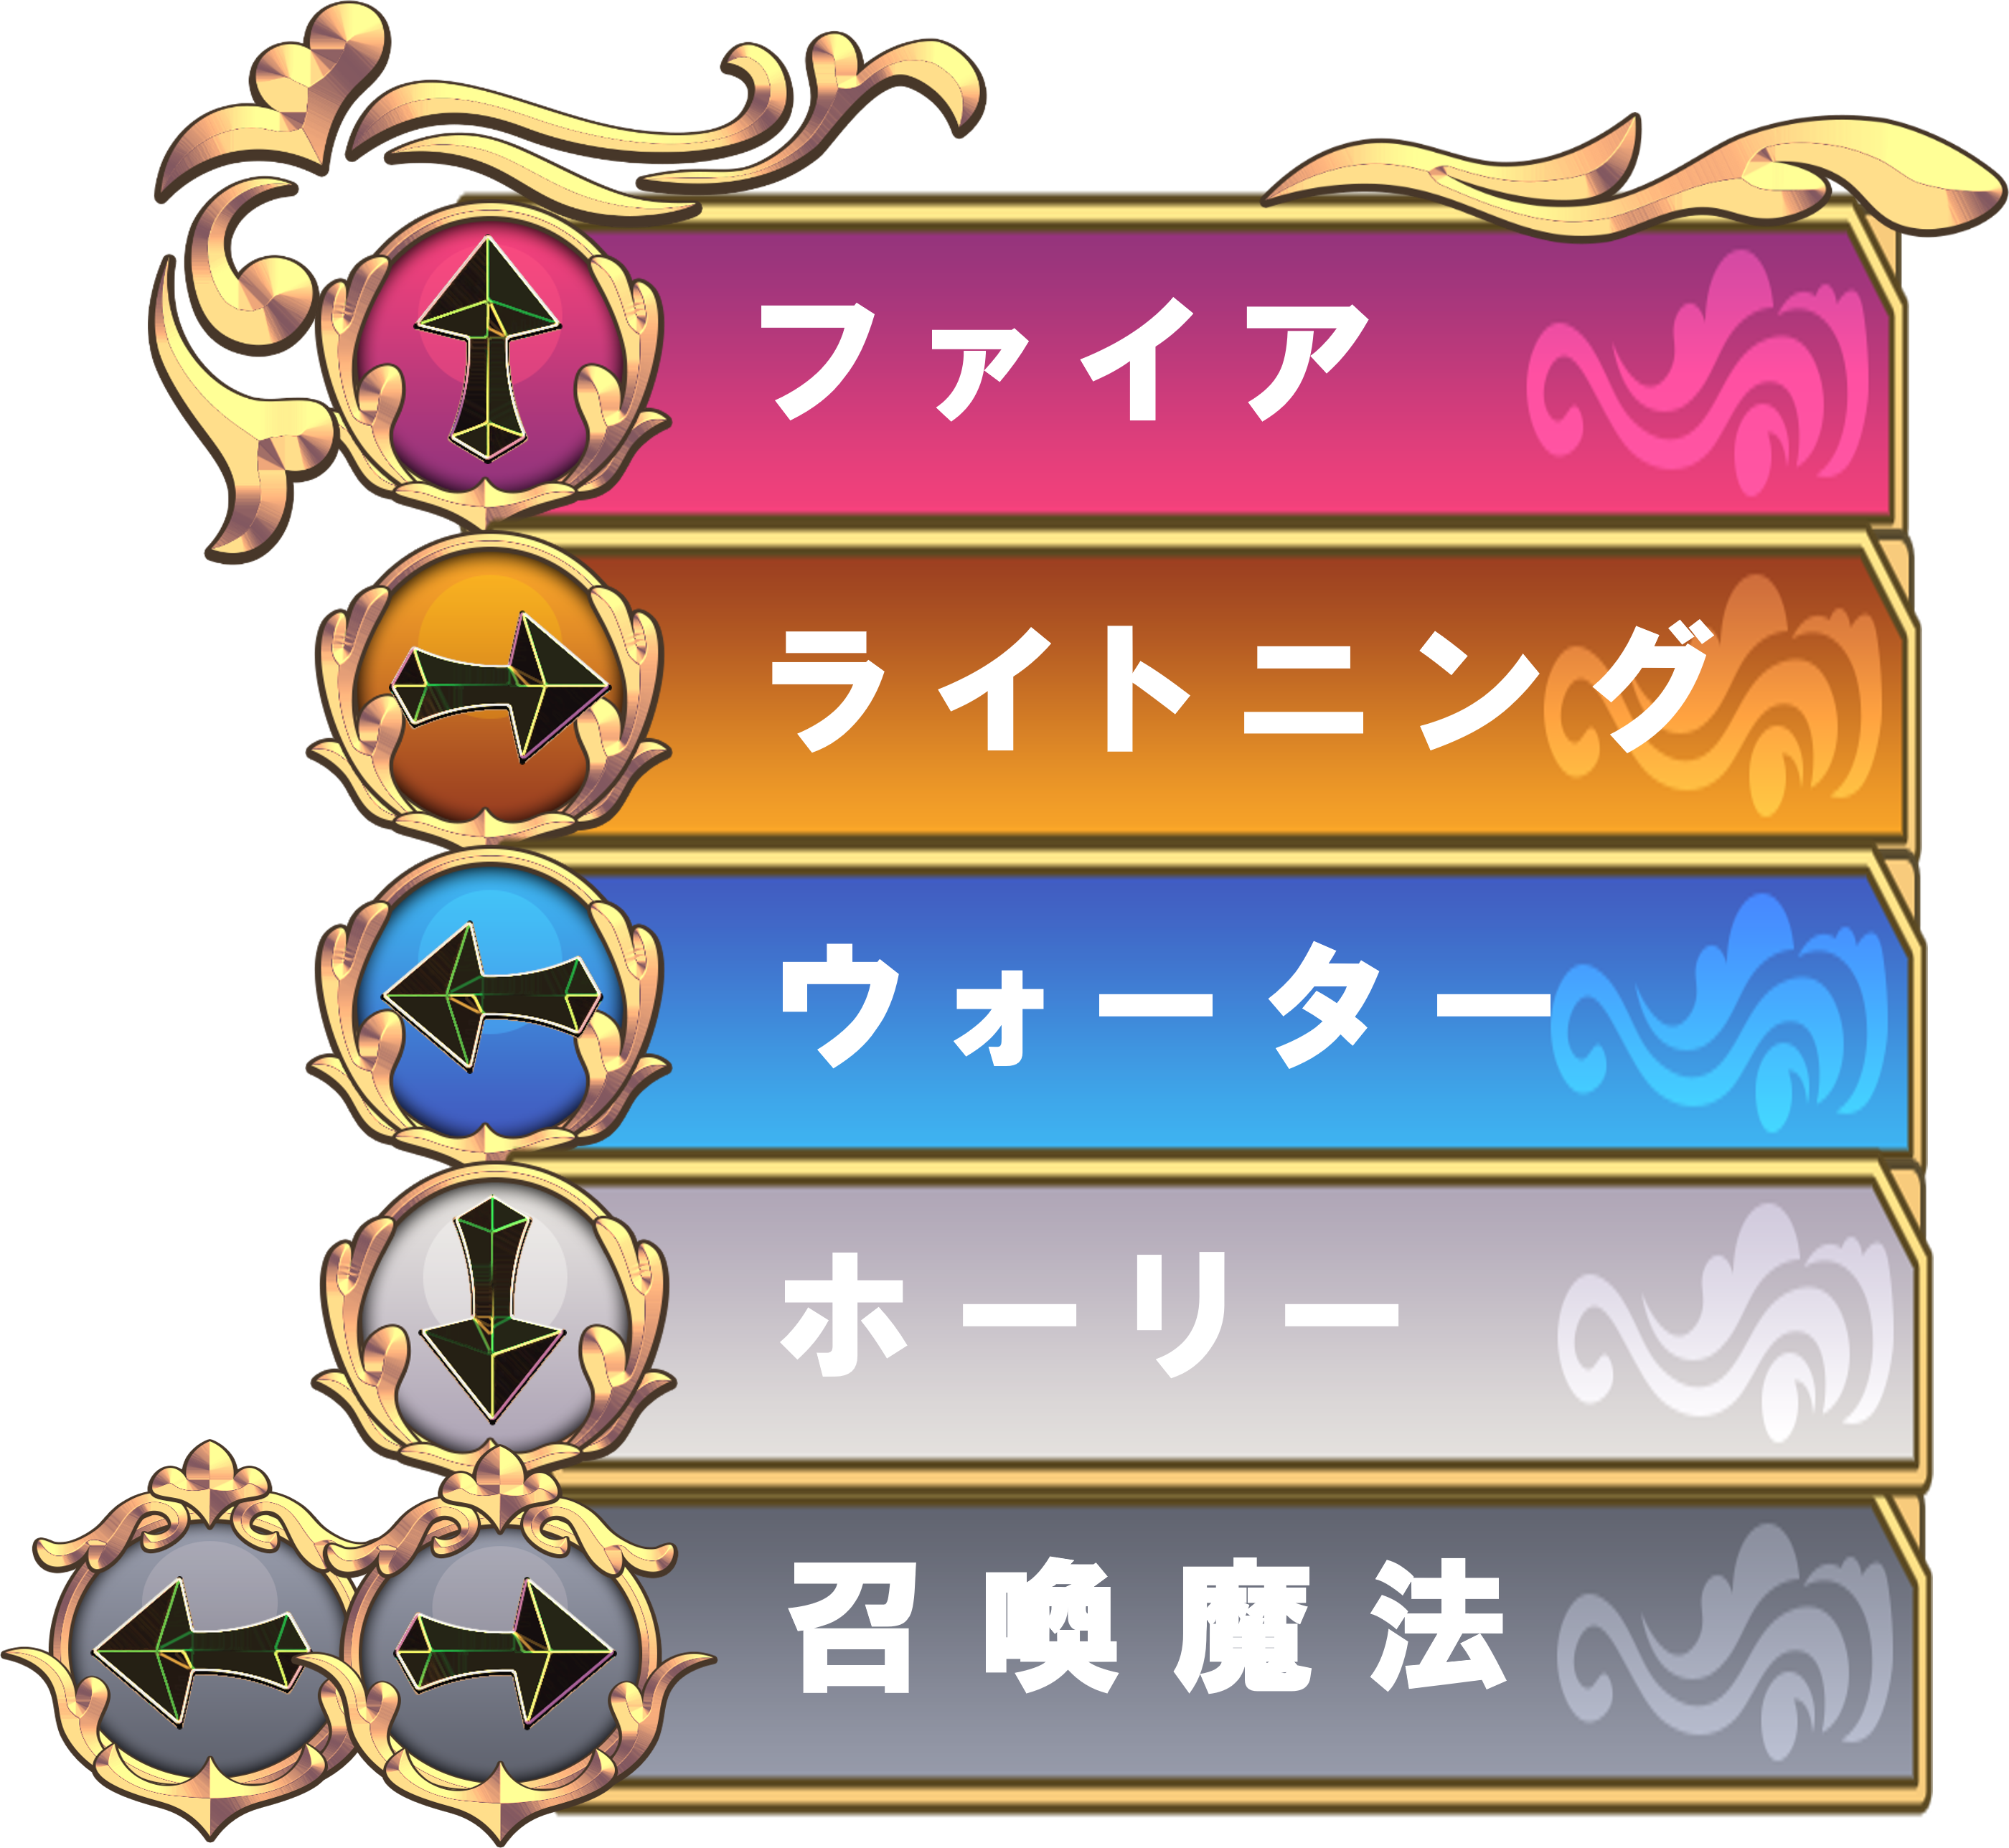 ファイア
ライトニング
ウォーター
ホーリー
召喚魔法